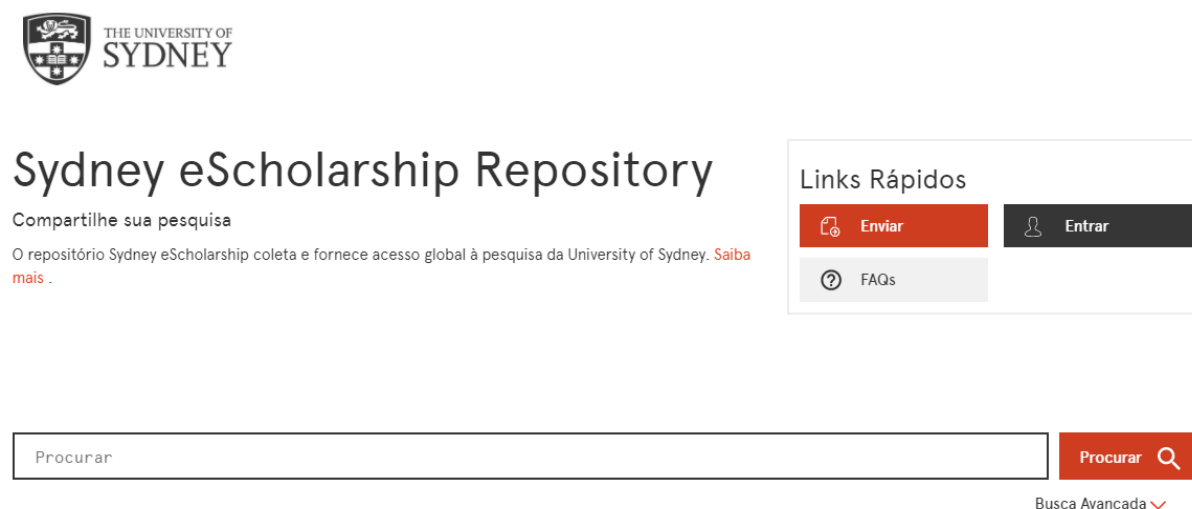 THE UNIVERSITY OF
SYDNEY
Sydney eScholarship Repository
Compartilhe sua pesquisa
O repositório Sydney eScholarship coleta e fornece acesso global à pesquisa da University of Sydney. Saiba
mais .
Links Rápidos
Enviar
Entrar
FAQs
Procurar
Procurar
Busca Avançada